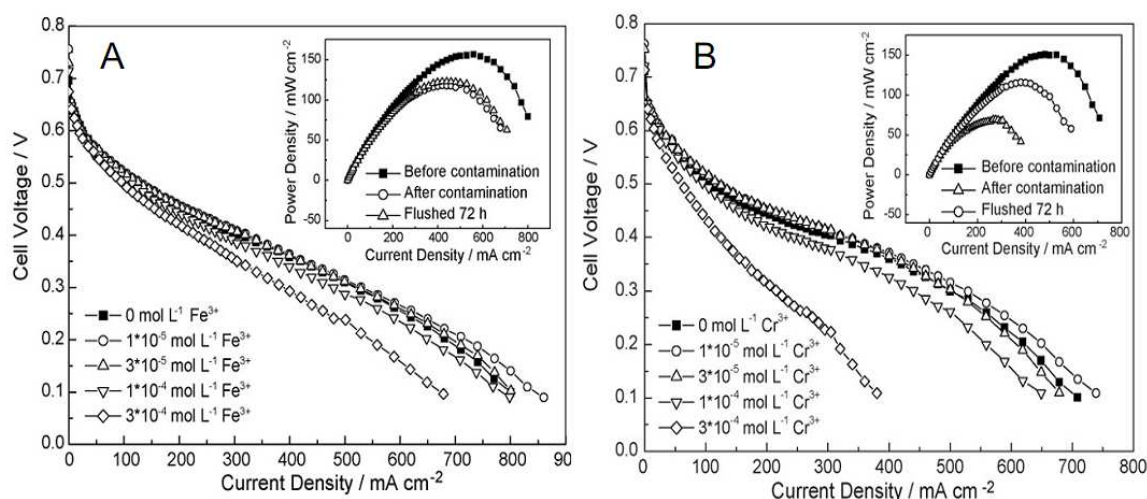 A
0.8
0.7
0.6
0.5
0.4
0.3
0.2
0.1
0.0
Cell Voltage / V
0 100 200 300 400 500 600 700 800 90
Current Density / mA cm-2
0 mol L-1 Fe3+
1*10-5 mol L-1 Fe3+
3*10-5 mol L-1 Fe3+
1*10-4 mol L-1 Fe3+
3*10-4 mol L-1 Fe3+
150
100
50
0
-50
Power Density / mW cm-2
Before contamination
After contamination
Flushed 72 h
0 200 400 600 800
Current Density / mA cm-2
B
0.8
0.7
0.6
0.5
0.4
0.3
0.2
0.1
0.0
Cell Voltage / V
0 100 200 300 400 500 600 700 800
Current Density / mA cm-2
0 mol L-1 Cr3+
1*10-5 mol L-1 Cr3+
3*10-5 mol L-1 Cr3+
1*10-4 mol L-1 Cr3+
3*10-4 mol L-1 Cr3+
150
100
50
0
-50
Power Density / mW cm-2
Before contamination
After contamination
Flushed 72 h
0 200 400 600 800
Current Density / mA cm-2